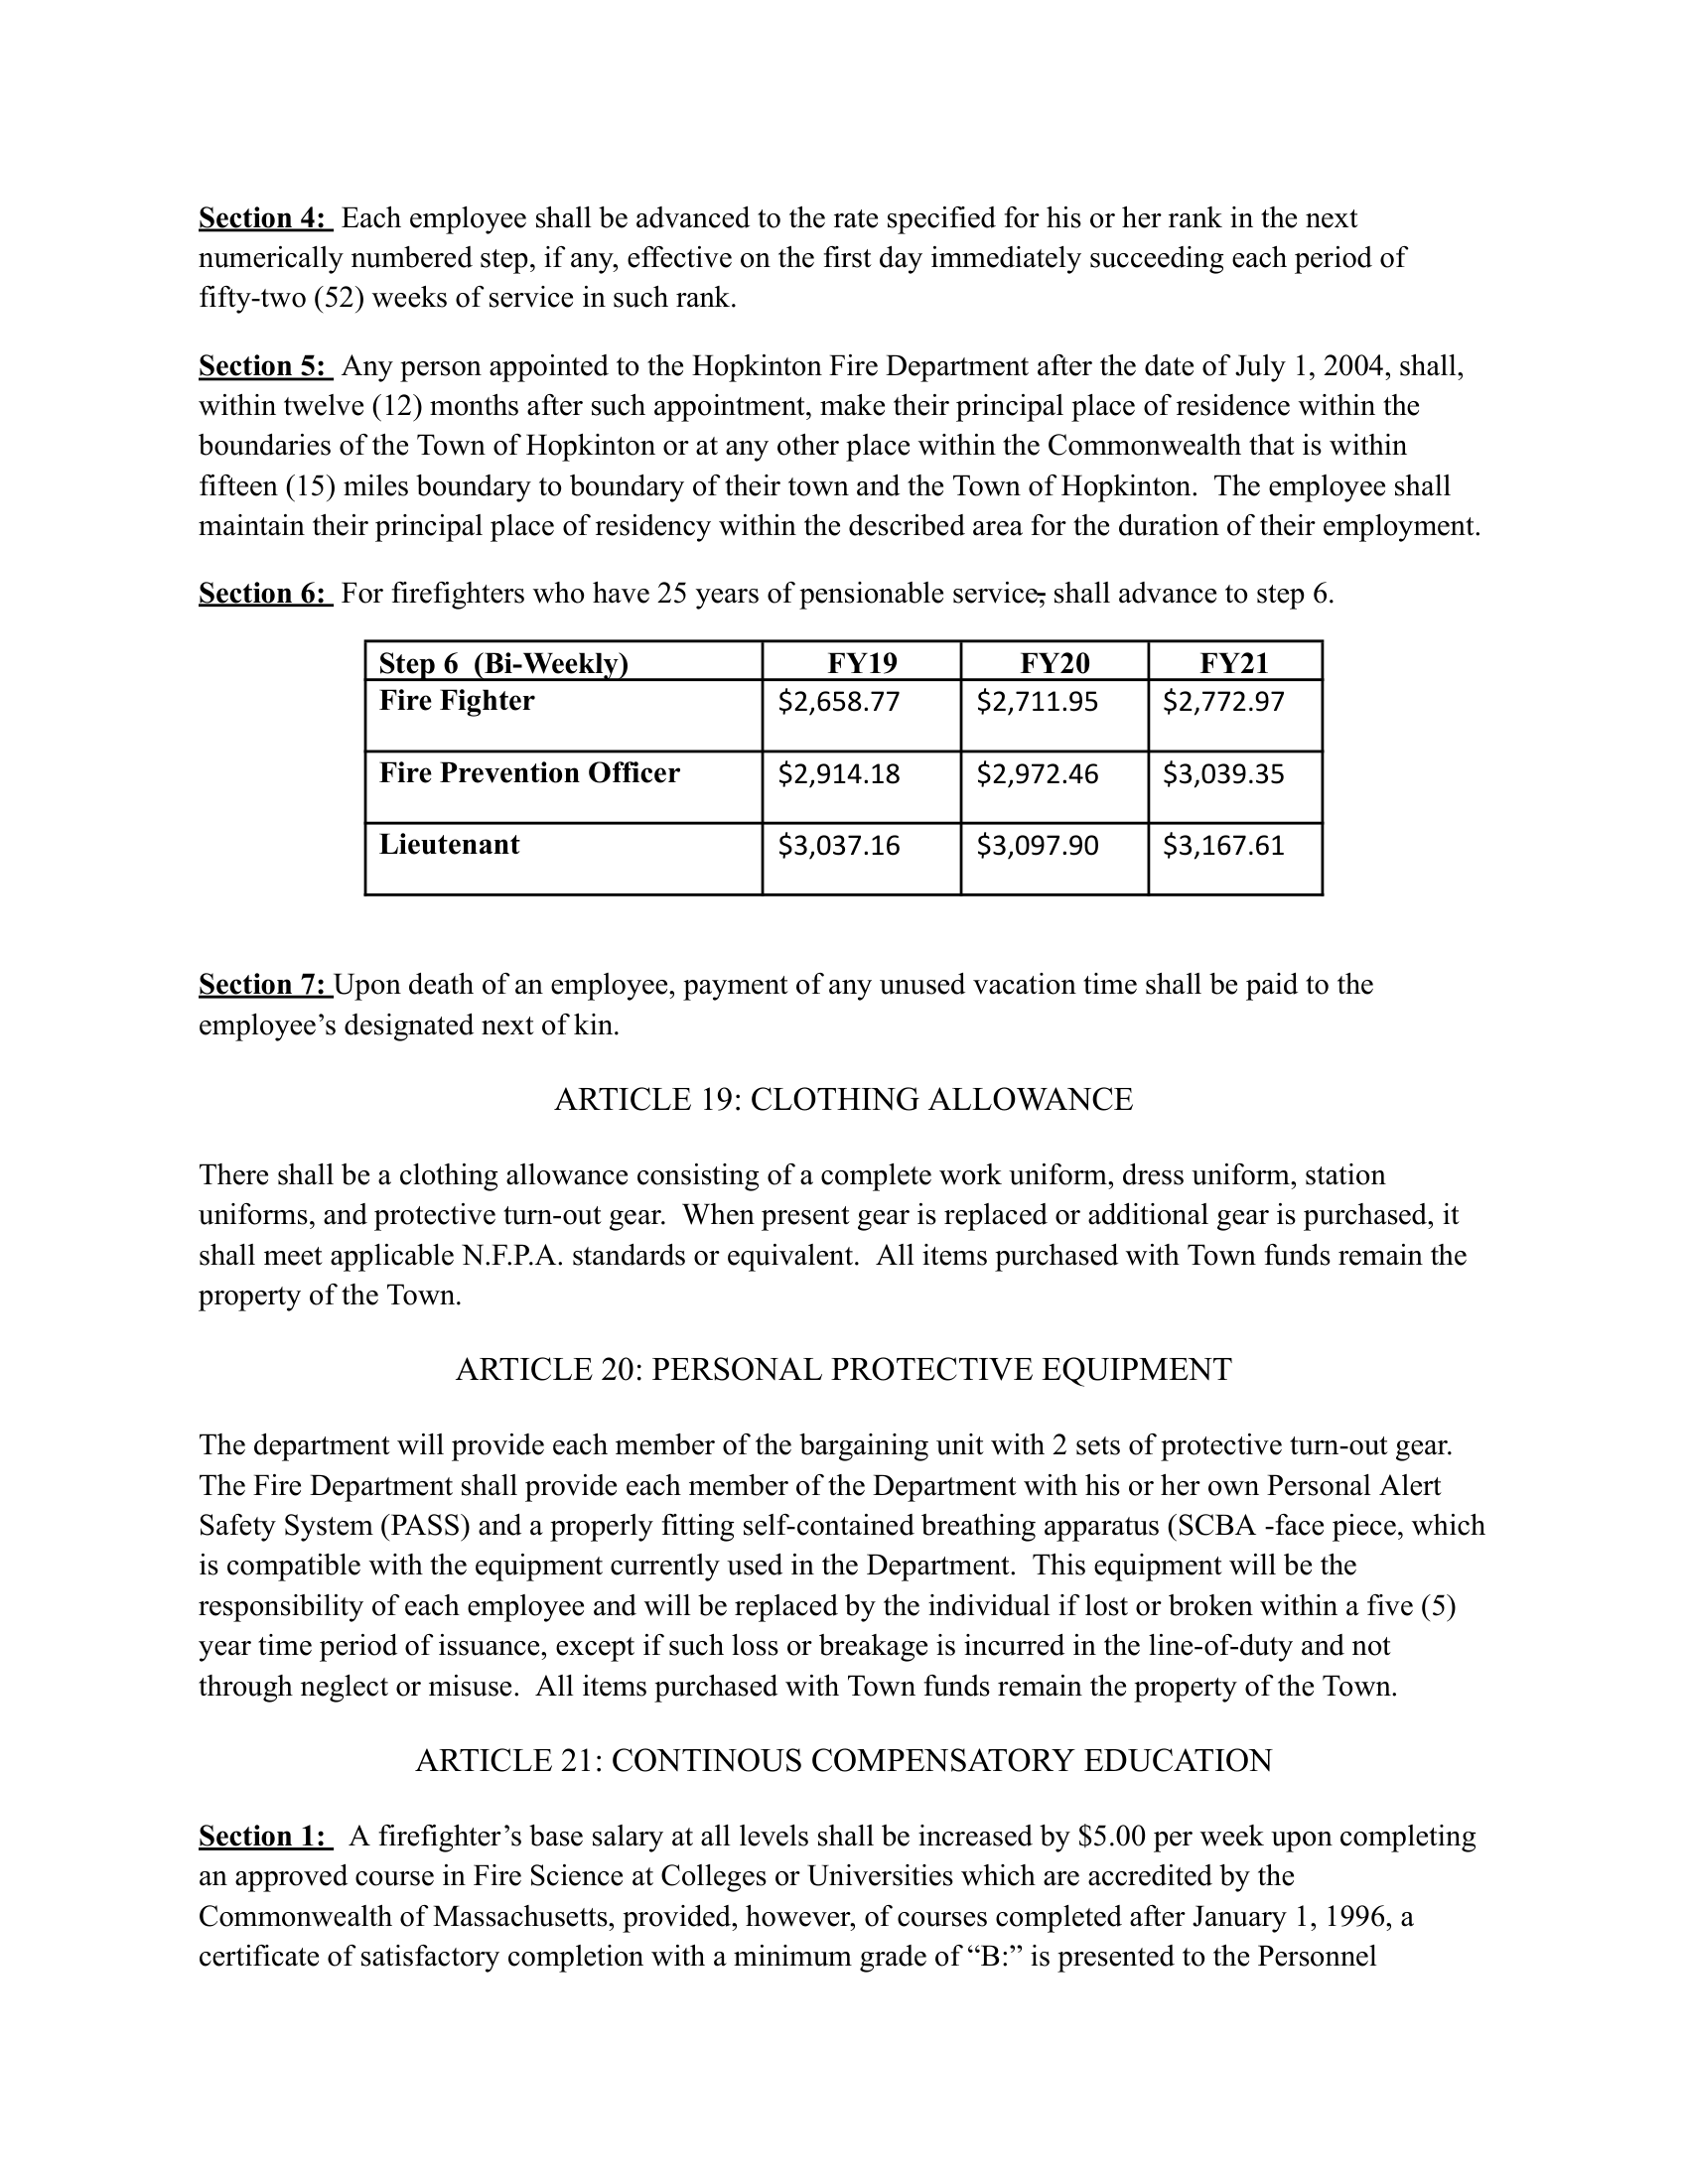 Section 4:  Each employee shall be advanced to the rate specified for his or her rank in the next
numerically numbered step, if any, effective on the first day immediately succeeding each period of
fifty-two (52) weeks of service in such rank.
Section 5:  Any person appointed to the Hopkinton Fire Department after the date of July 1, 2004, shall,
within twelve (12) months after such appointment, make their principal place of residence within the
boundaries of the Town of Hopkinton or at any other place within the Commonwealth that is within
fifteen (15) miles boundary to boundary of their town and the Town of Hopkinton.  The employee shall
maintain their principal place of residency within the described area for the duration of their employment.
Section 6:  For firefighters who have 25 years of pensionable service, shall advance to step 6.
Step 6  (Bi-Weekly) FY19 FY20 FY21
Fire Fighter $2,658.77 $2,711.95 $2,772.97
Fire Prevention Officer $2,914.18 $2,972.46 $3,039.35
Lieutenant $3,037.16 $3,097.90 $3,167.61
Section 7: Upon death of an employee, payment of any unused vacation time shall be paid to the
employee’s designated next of kin.
ARTICLE 19: CLOTHING ALLOWANCE
There shall be a clothing allowance consisting of a complete work uniform, dress uniform, station
uniforms, and protective turn-out gear.  When present gear is replaced or additional gear is purchased, it
shall meet applicable N.F.P.A. standards or equivalent.  All items purchased with Town funds remain the
property of the Town.
ARTICLE 20: PERSONAL PROTECTIVE EQUIPMENT
The department will provide each member of the bargaining unit with 2 sets of protective turn-out gear.
The Fire Department shall provide each member of the Department with his or her own Personal Alert
Safety System (PASS) and a properly fitting self-contained breathing apparatus (SCBA -face piece, which
is compatible with the equipment currently used in the Department.  This equipment will be the
responsibility of each employee and will be replaced by the individual if lost or broken within a five (5)
year time period of issuance, except if such loss or breakage is incurred in the line-of-duty and not
through neglect or misuse.  All items purchased with Town funds remain the property of the Town.
ARTICLE 21: CONTINOUS COMPENSATORY EDUCATION
Section 1:   A firefighter’s base salary at all levels shall be increased by $5.00 per week upon completing
an approved course in Fire Science at Colleges or Universities which are accredited by the
Commonwealth of Massachusetts, provided, however, of courses completed after January 1, 1996, a
certificate of satisfactory completion with a minimum grade of “B:” is presented to the Personnel